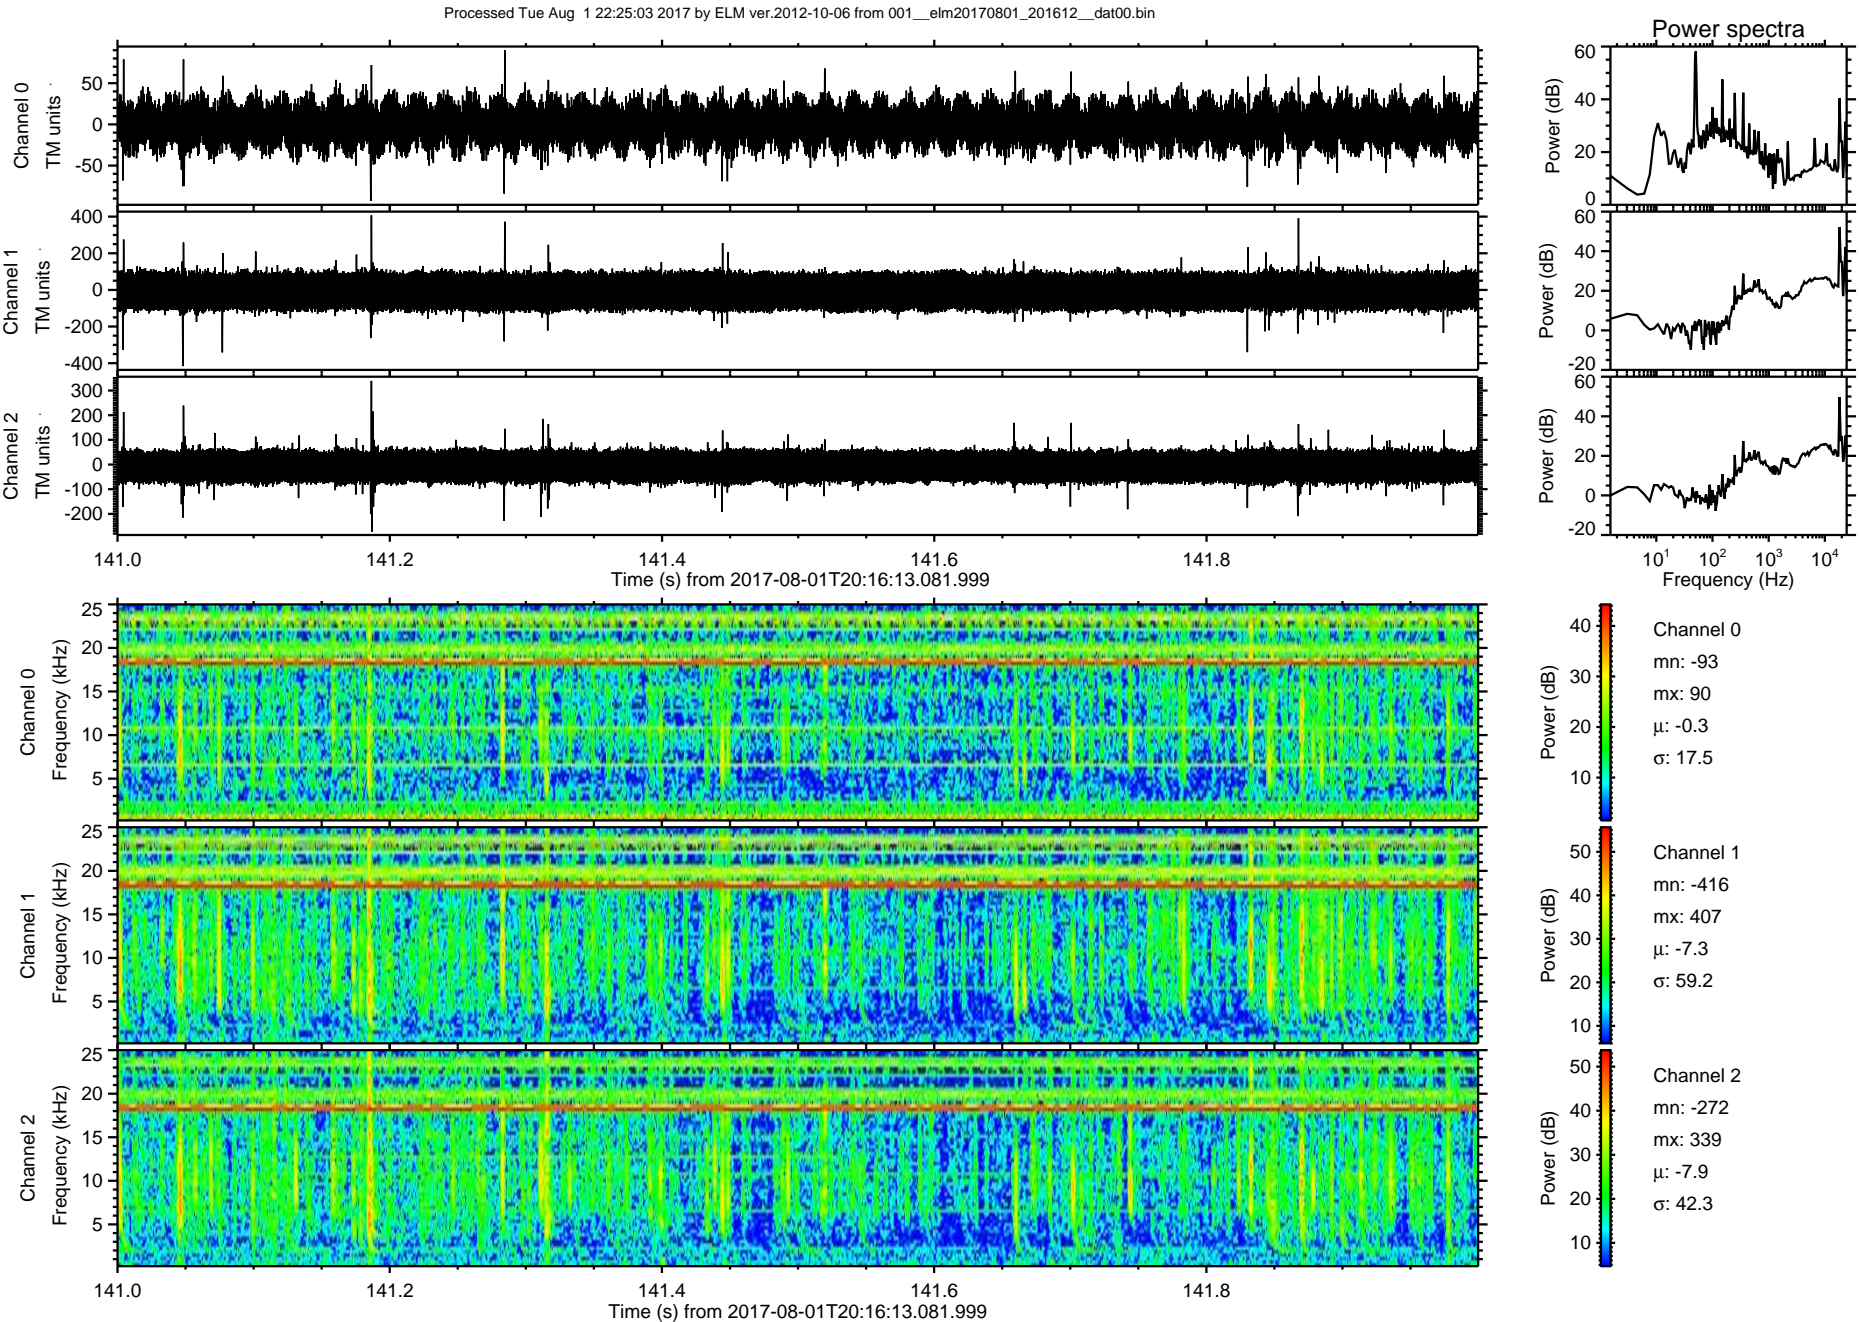 Processed Tue Aug  1 22:25:03 2017 by ELM ver.2012-10-06 from 001__elm20170801_201612__dat00.bin
Power spectra
Channel 0
TM units
50
0
-50
Power (dB)
60
40
20
0
Channel 1
TM units
400
200
0
-200
-400
Power (dB)
60
40
20
0
-20
Channel 2
TM units
300
200
100
0
-100
-200
Power (dB)
60
40
20
0
-20
141.0 141.2 141.4 141.6 141.8
Time (s) from 2017-08-01T20:16:13.081.999
10^1 10^2 10^3 10^4
Frequency (Hz)
Channel 0
Frequency (kHz)
25
20
15
10
5
Power (dB)
40
30
20
10
Channel 0
mn: -93
mx: 90
μ: -0.3
σ: 17.5
Channel 1
Frequency (kHz)
25
20
15
10
5
Power (dB)
50
40
30
20
10
Channel 1
mn: -416
mx: 407
μ: -7.3
σ: 59.2
Channel 2
Frequency (kHz)
25
20
15
10
5
Power (dB)
50
40
30
20
10
Channel 2
mn: -272
mx: 339
μ: -7.9
σ: 42.3
141.0 141.2 141.4 141.6 141.8
Time (s) from 2017-08-01T20:16:13.081.999